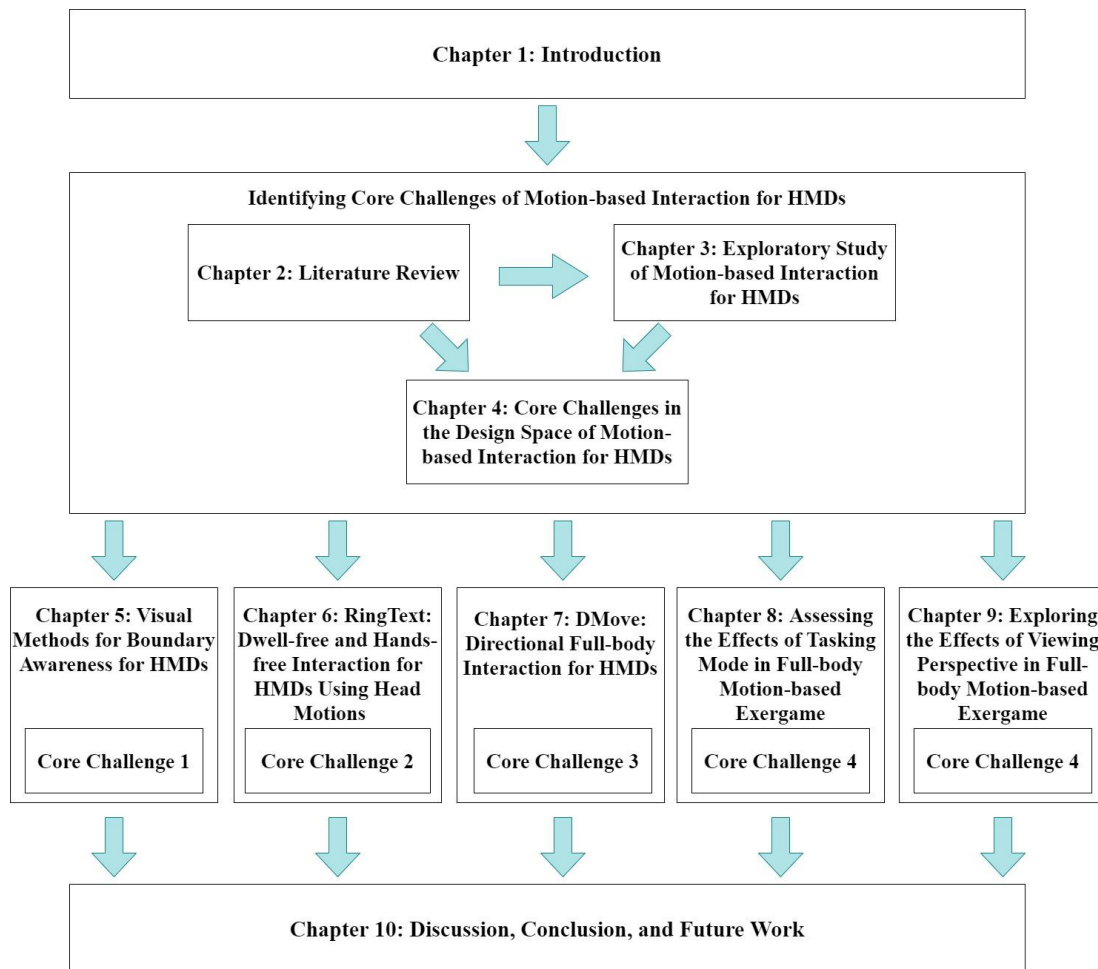 Chapter 1: Introduction
Identifying Core Challenges of Motion-based Interaction for HMDs
Chapter 2: Literature Review
Chapter 3: Exploratory Study
of Motion-based Interaction
for HMDs
Chapter 4: Core Challenges in
the Design Space of Motion-
based Interaction for HMDs
Chapter 5: Visual
Methods for Boundary
Awareness for HMDs
Core Challenge 1
Chapter 6: RingText:
Dwell-free and Hands-
free Interaction for
HMDs Using Head
Motions
Core Challenge 2
Chapter 7: DMove:
Directional Full-body
Interaction for HMDs
Core Challenge 3
Chapter 8: Assessing
the Effects of Tasking
Mode in Full-body
Motion-based
Exergame
Core Challenge 4
Chapter 9: Exploring
the Effects of Viewing
Perspective in Full-
body Motion-based
Exergame
Core Challenge 4
Chapter 10: Discussion, Conclusion, and Future Work